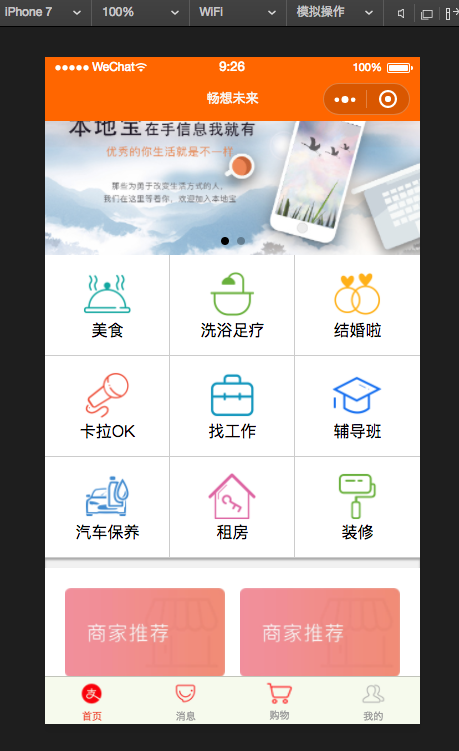 iPhone 7 100% WiFi 模拟操作
WeChat 9:26 100%
畅想未来
本地宝在手信息我就有
优秀的你生活就是不一样
那些为勇于改变生活方式的人，
我们在这里等着你，欢迎加入本地宝
美食 洗浴足疗 结婚啦
卡拉OK 找工作 辅导班
汽车保养 租房 装修
商家推荐 商家推荐
首页 消息 购物 我的